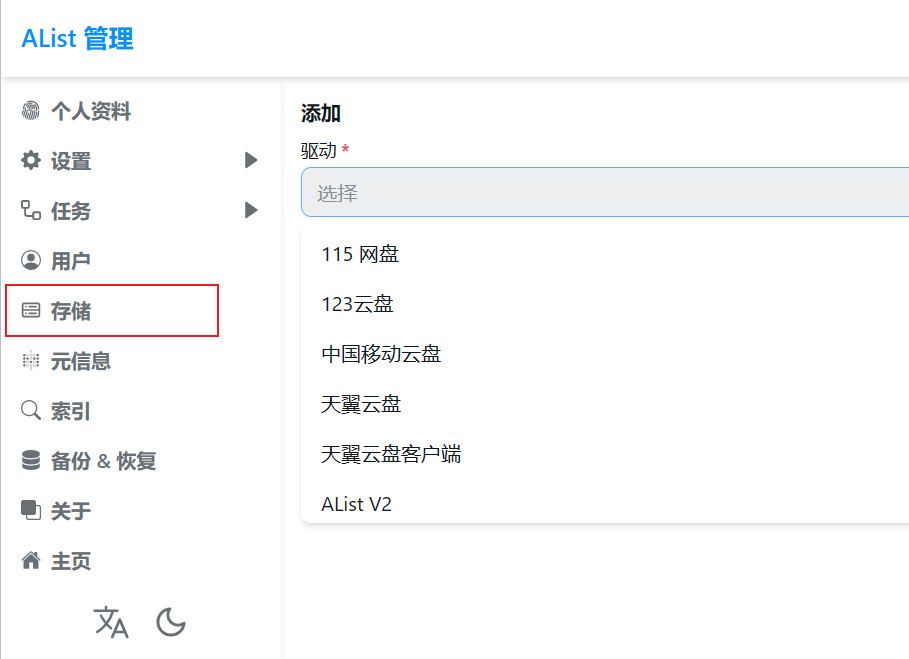 AList 管理
个人资料
设置
任务
用户
存储
元信息
索引
备份 & 恢复
关于
主页
添加
驱动 *
选择
115 网盘
123云盘
中国移动云盘
天翼云盘
天翼云盘客户端
AList V2